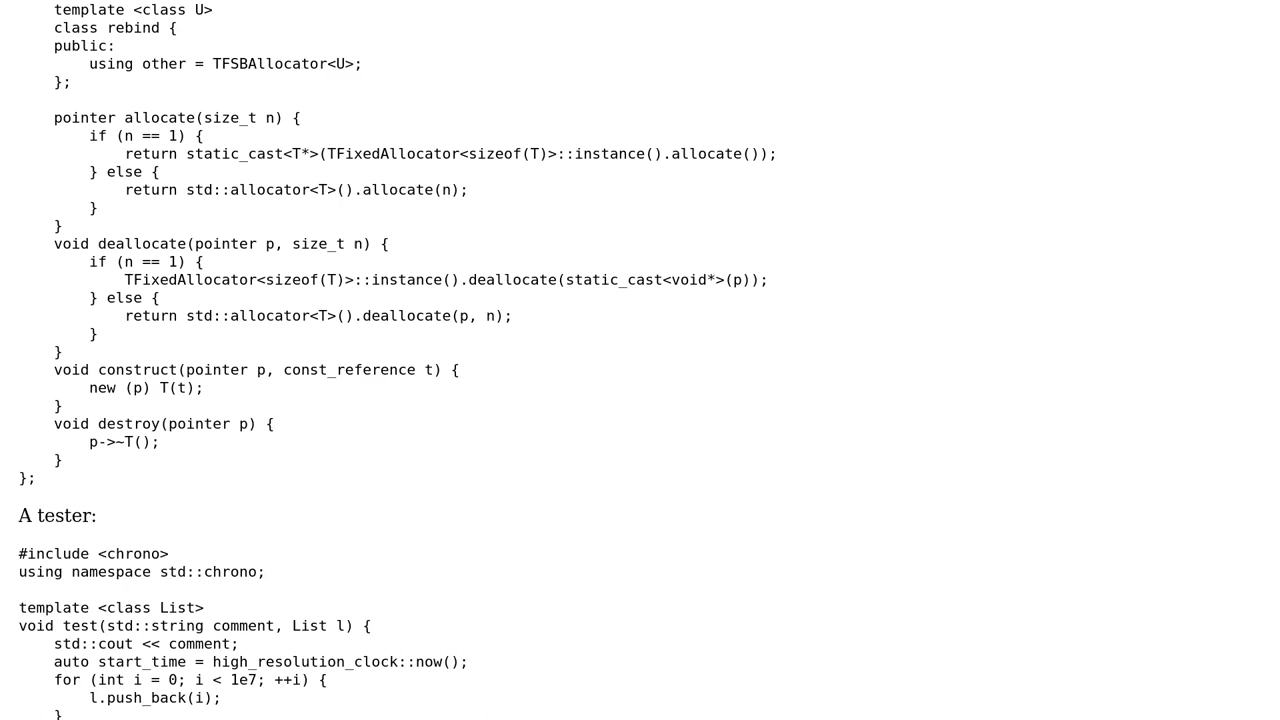 template <class U>
class rebind {
public:
using other = TFSBAllocator<U>;
};
pointer allocate(size_t n) {
if (n == 1) {
return static_cast<T*>(TFixedAllocator<sizeof(T)>::instance().allocate());
} else {
return std::allocator<T>().allocate(n);
}
}
void deallocate(pointer p, size_t n) {
if (n == 1) {
TFixedAllocator<sizeof(T)>::instance().deallocate(static_cast<void*>(p));
} else {
return std::allocator<T>().deallocate(p, n);
}
}
void construct(pointer p, const_reference t) {
new (p) T(t);
}
void destroy(pointer p) {
p->~T();
}
};
A tester:
#include <chrono>
using namespace std::chrono;
template <class List>
void test(std::string comment, List l) {
std::cout << comment;
auto start_time = high_resolution_clock::now();
for (int i = 0; i < 1e7; ++i) {
l.push_back(i);
}